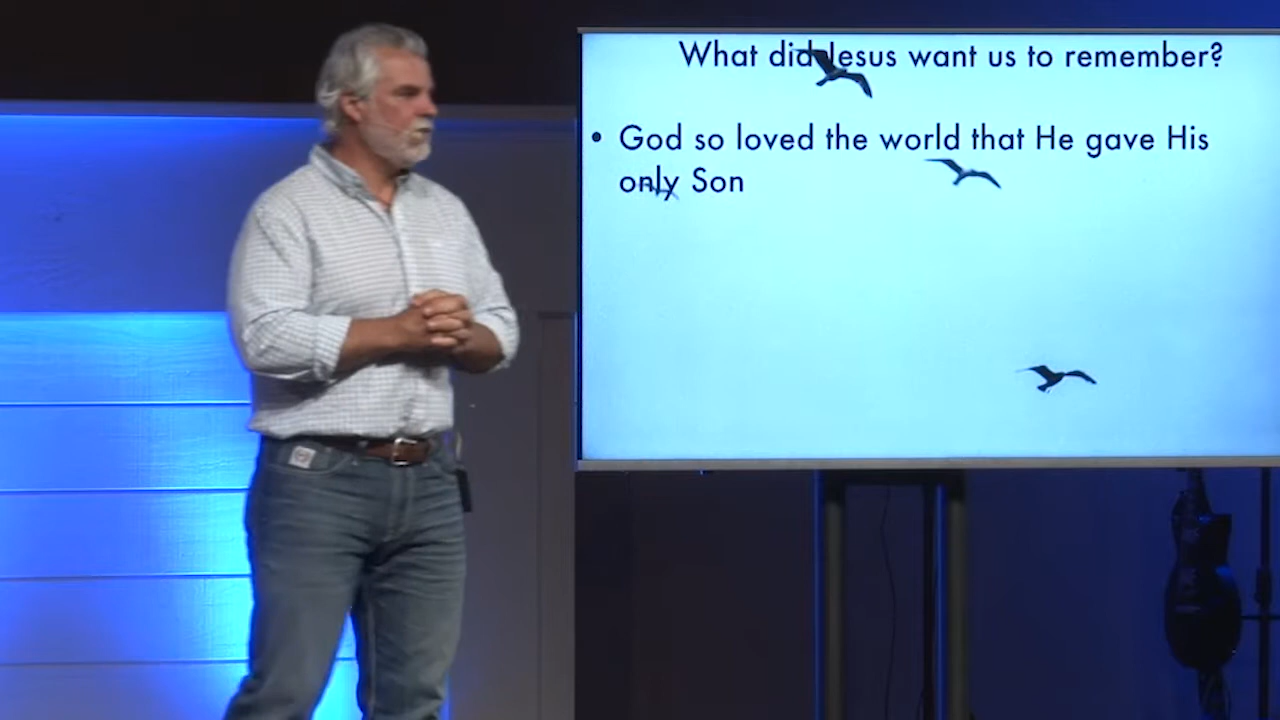 What did Jesus want us to remember?
• God so loved the world that He gave His
only Son